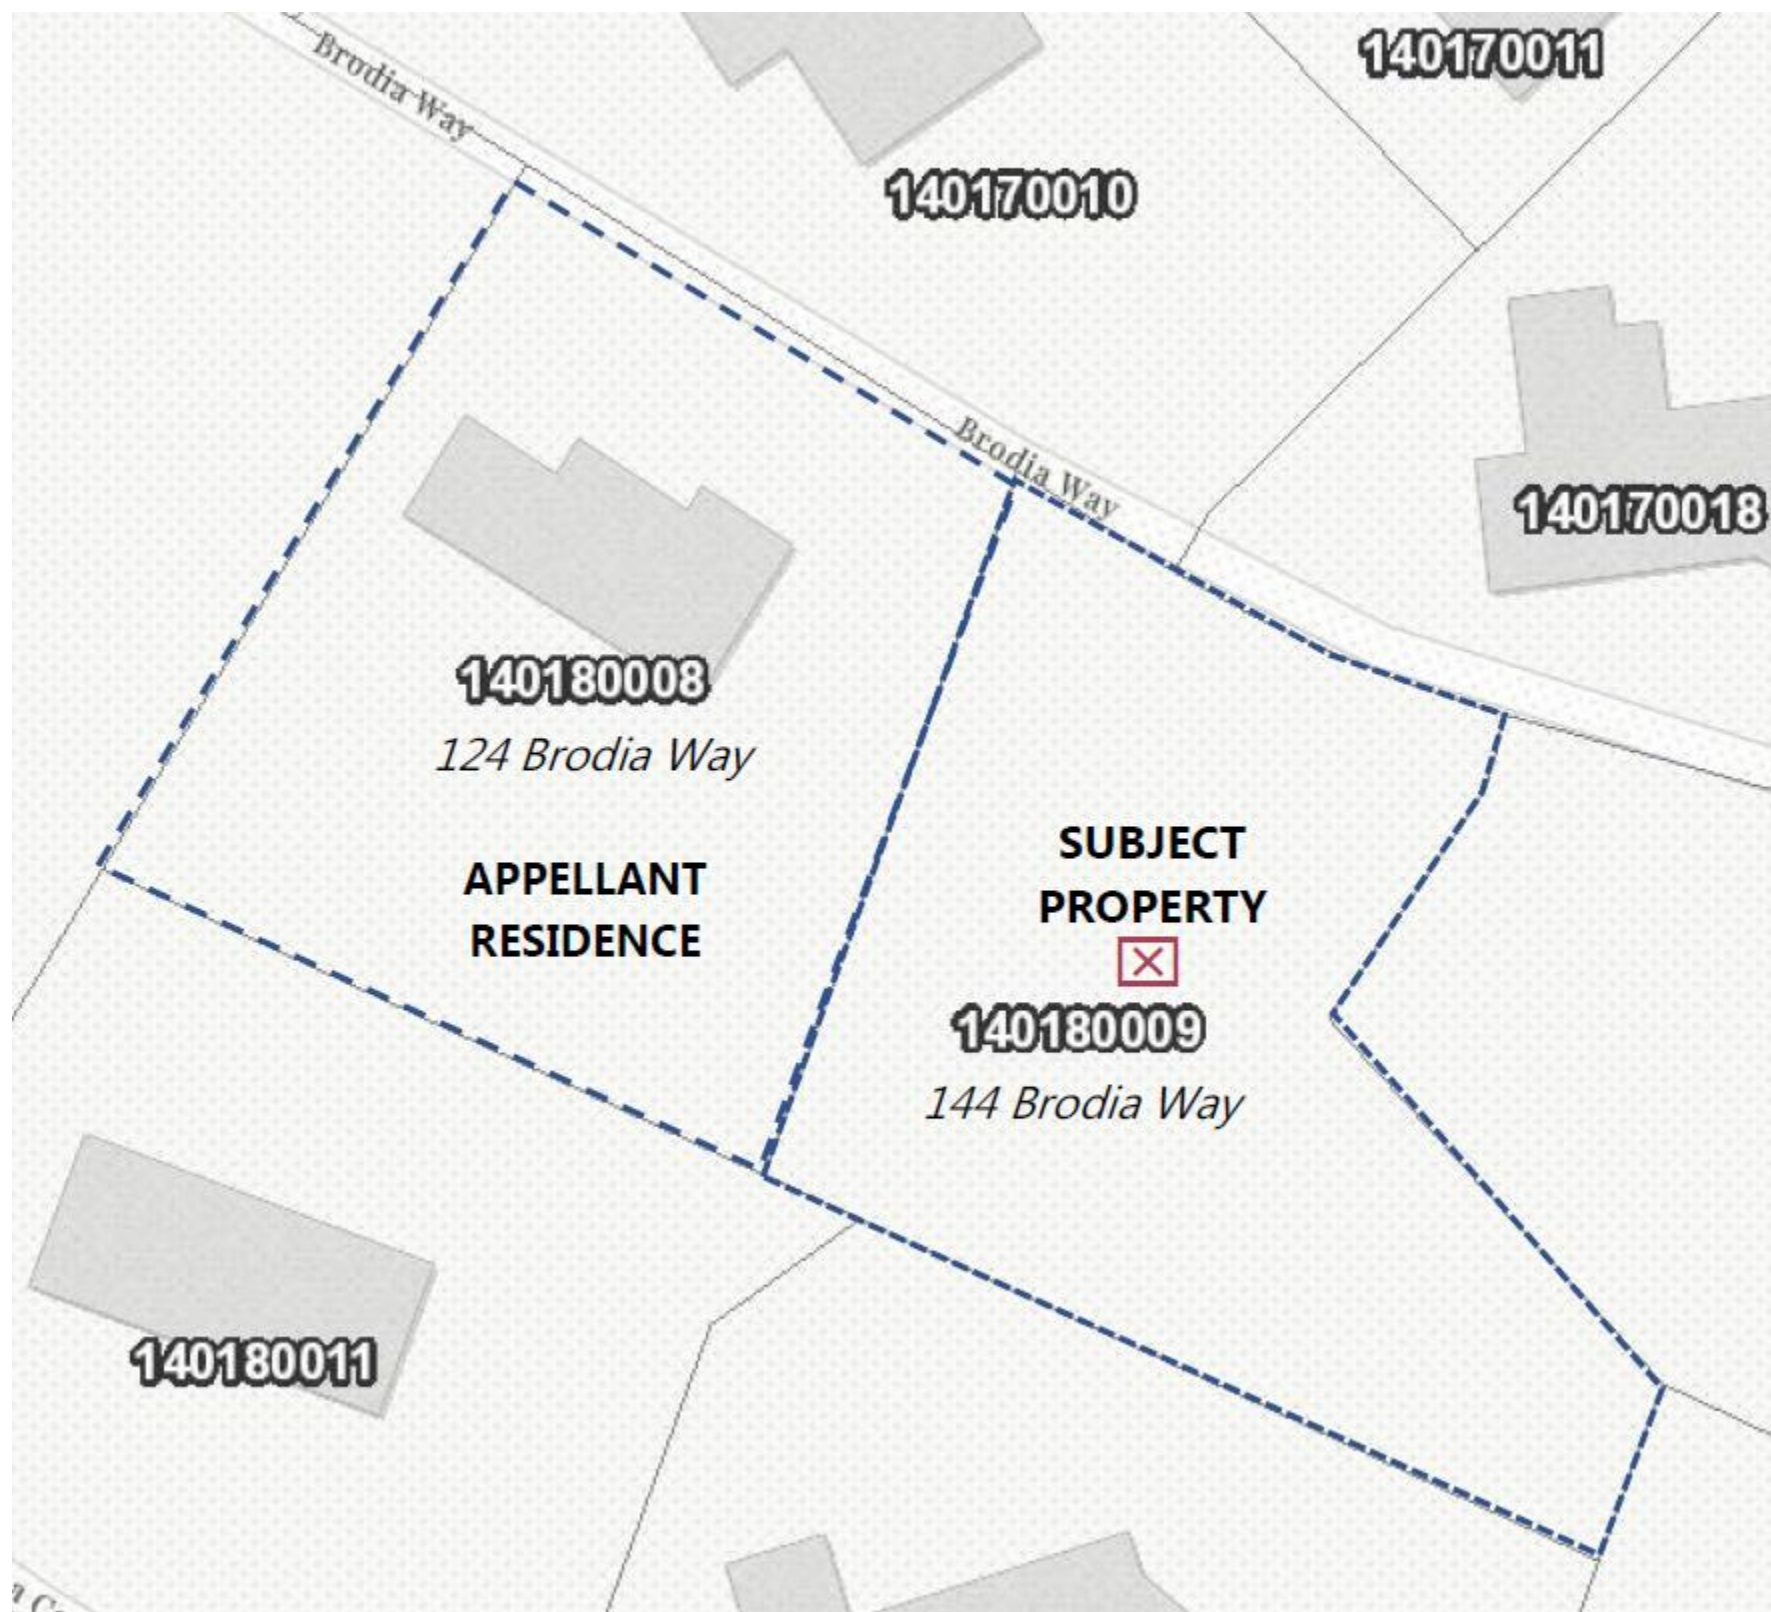 Brodia Way
140170011
140170010
Brodia Way
140170018
140180008
124 Brodia Way
APPELLANT
RESIDENCE
SUBJECT
PROPERTY
140180009
144 Brodia Way
140180011